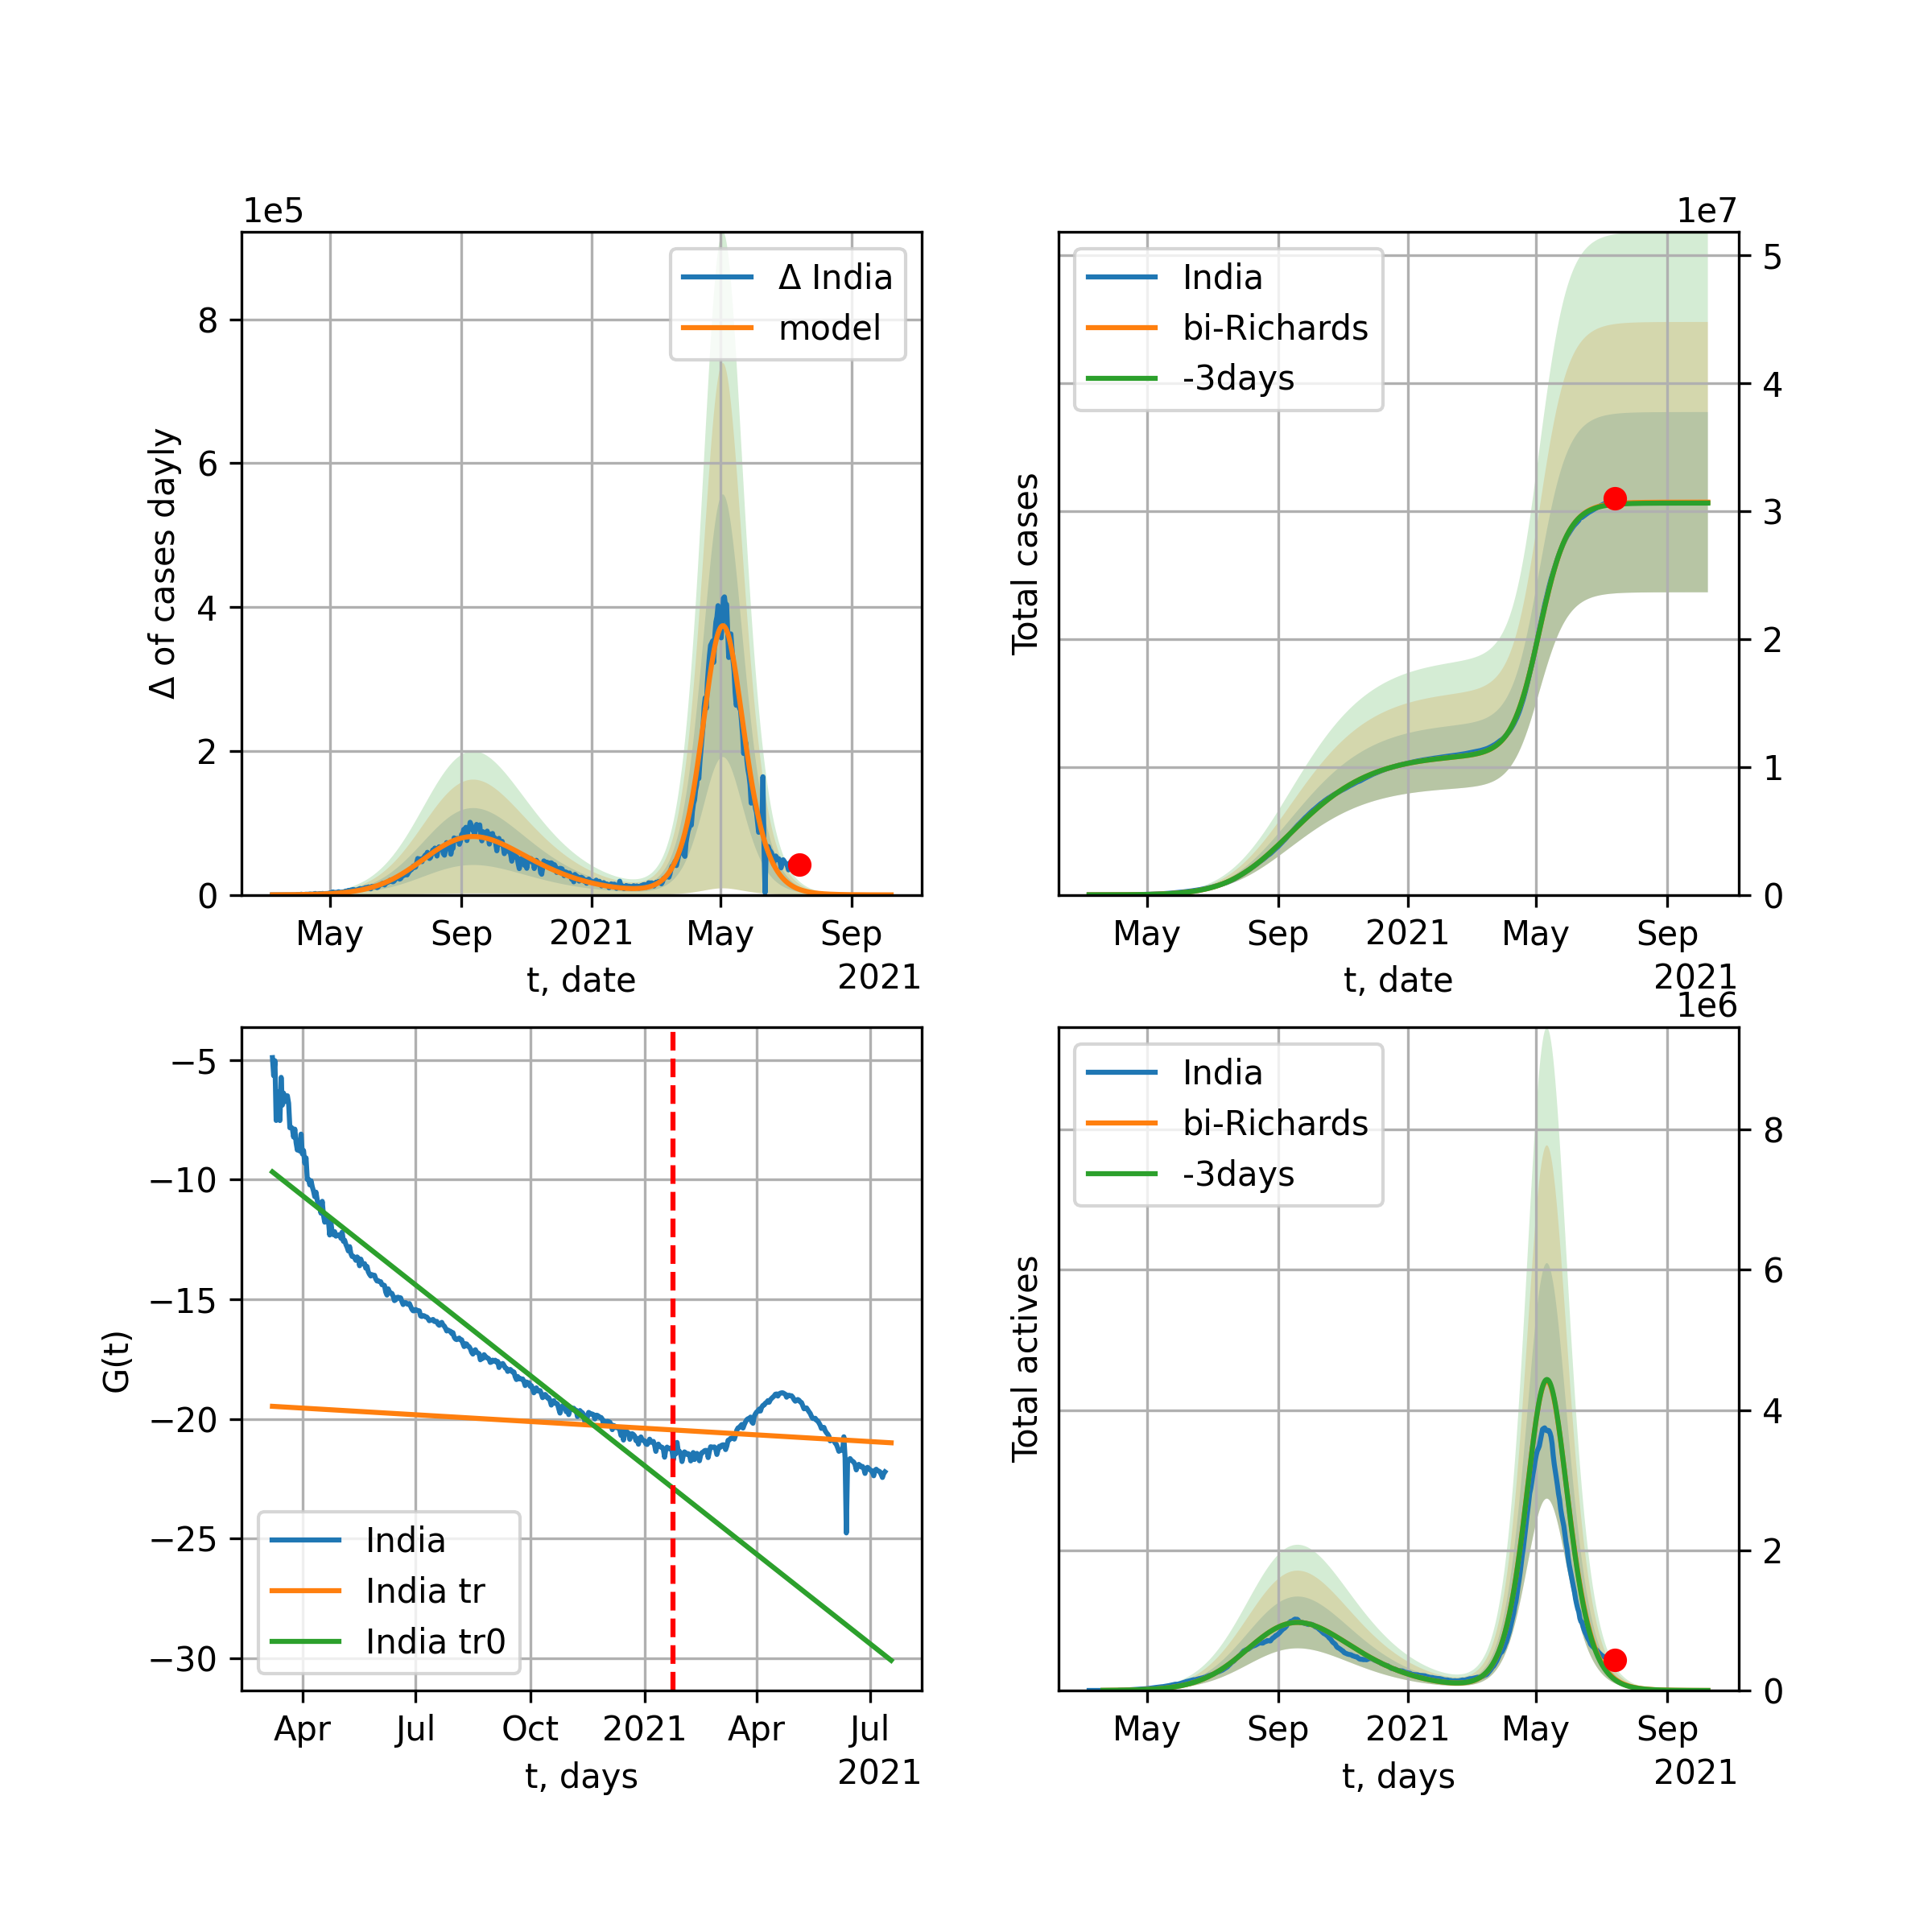 1e5
Δ India
model
8
6
4
2
0
Δ of cases dayly
May Sep 2021 May Sep
t, date
2021
1e7
India
bi-Richards
-3days
5
4
3
2
1
0
Total cases
May Sep 2021 May Sep
t, date
2021
−5
−10
−15
−20
−25
−30
G(t)
India
India tr
India tr0
Apr Jul Oct 2021 Apr Jul
t, days
2021
1e6
India
bi-Richards
-3days
8
6
4
2
0
Total actives
May Sep 2021 May Sep
t, days
2021